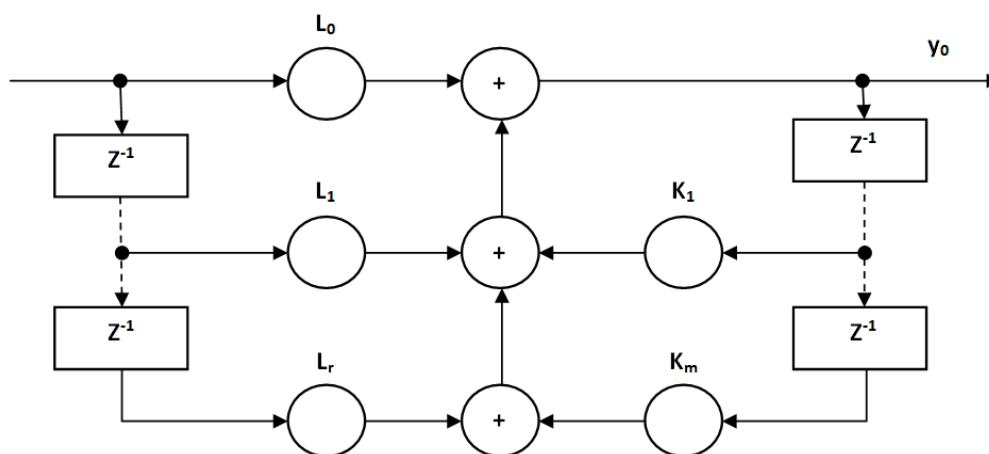 L₀
y₀
+
Z⁻¹
Z⁻¹
L₁
K₁
+
Z⁻¹
Z⁻¹
Lᵣ
Kₘ
+